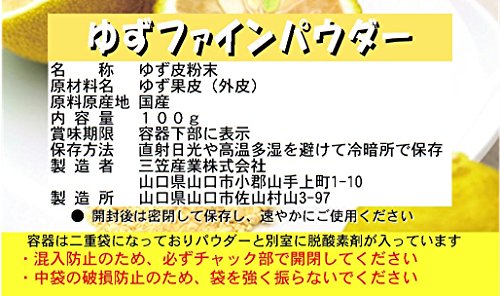 ゆずファインパウダー
名　　称　ゆず皮粉末
原材料名　ゆず果皮（外皮）
原料原産地　国産
内 容 量　１００ｇ
賞味期限　容器下部に表示
保存方法　直射日光や高温多湿を避けて冷暗所で保存
製 造 者　三笠産業株式会社
山口県山口市小郡山手上町1-10
製 造 所　山口県山口市佐山村山3-97
● 開封後は密閉して保存し、速やかにご使用ください
容器は二重袋になっておりパウダーと別室に脱酸素剤が入っています
・混入防止のため、必ずチャック部で開閉してください
・中袋の破損防止のため、袋を強く振らないでください